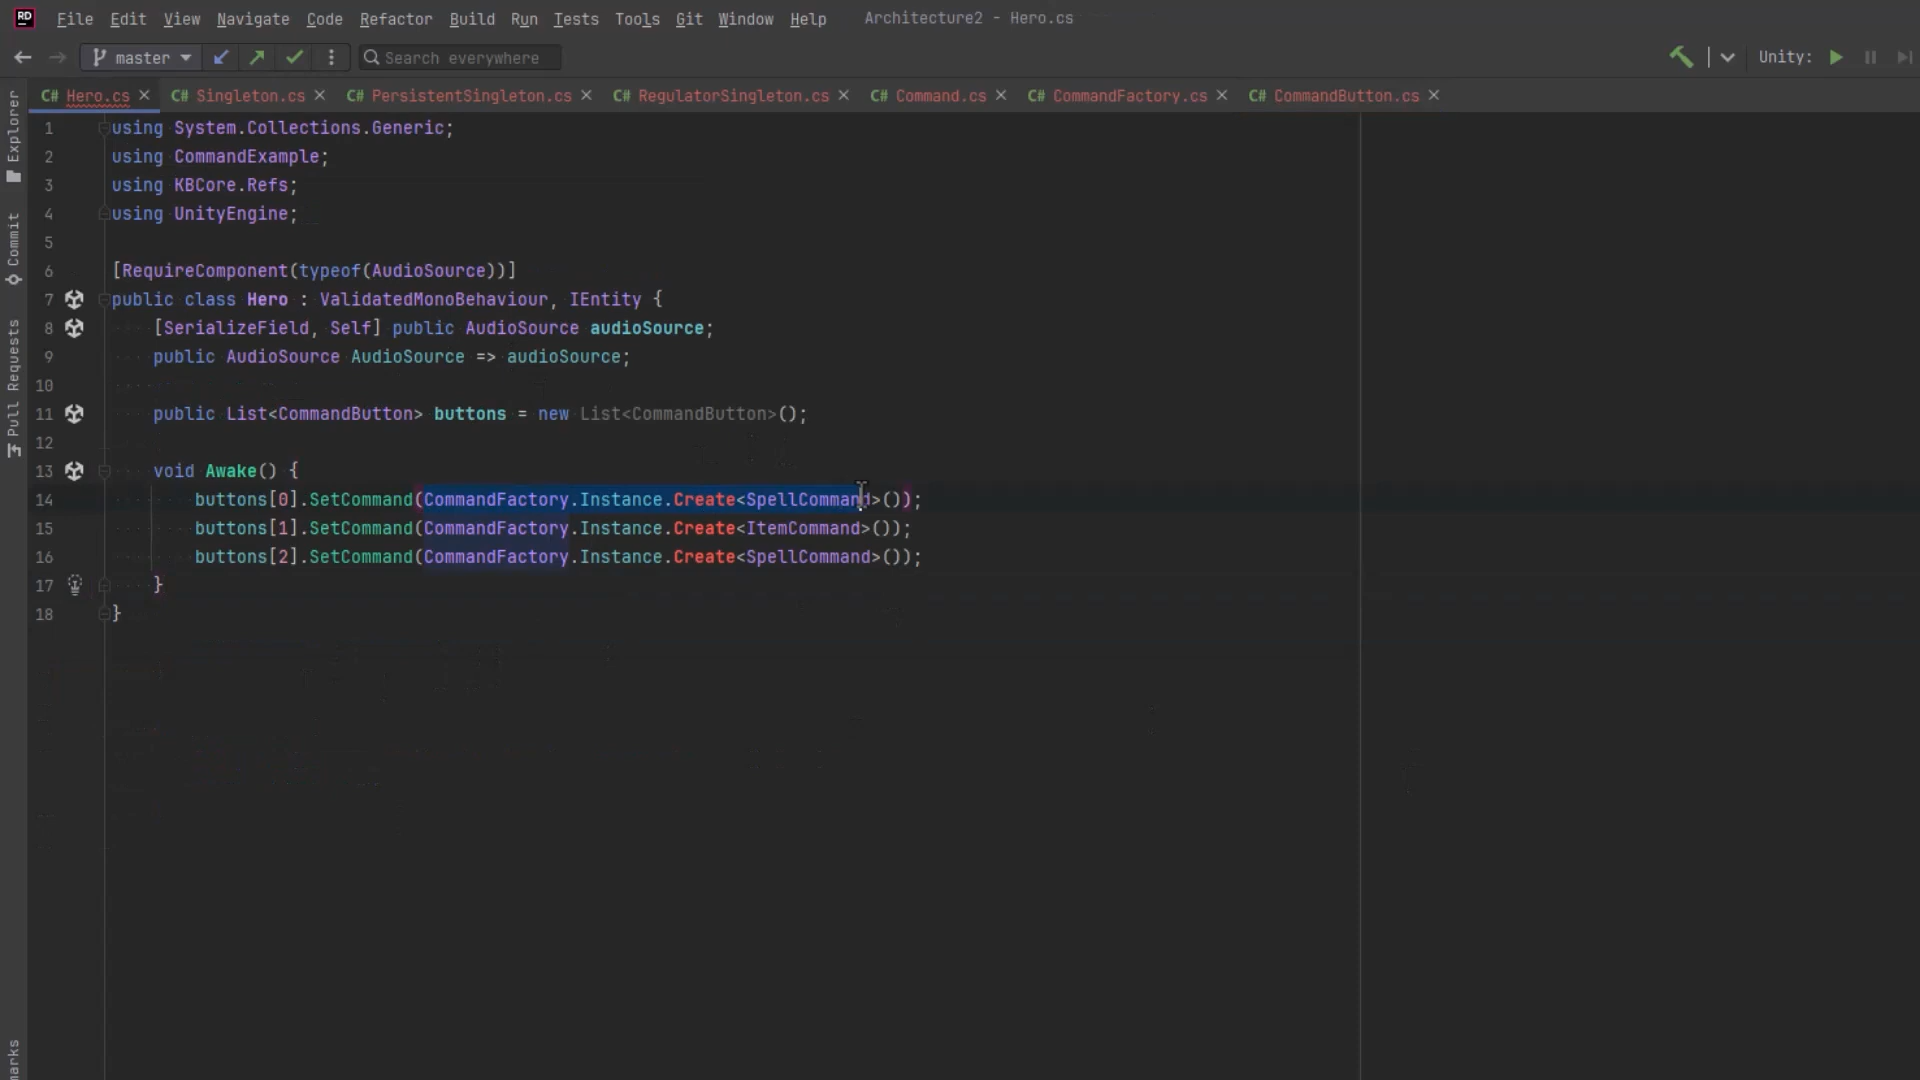 RD File Edit View Navigate Code Refactor Build Run Tests Tools Git Window Help Architecture2 - Hero.cs
master Search everywhere Unity:
C# Hero.cs C# Singleton.cs C# PersistentSingleton.cs C# RegulatorSingleton.cs C# Command.cs C# CommandFactory.cs C# CommandButton.cs
Explorer
Commit
Pull Requests
marks
1 using System.Collections.Generic;
2 using CommandExample;
3 using KBCore.Refs;
4 using UnityEngine;
5
6 [RequireComponent(typeof(AudioSource))]
7 public class Hero : ValidatedMonoBehaviour, IEntity {
8 [SerializeField, Self] public AudioSource audioSource;
9 public AudioSource AudioSource => audioSource;
10
11 public List<CommandButton> buttons = new List<CommandButton>();
12
13 void Awake() {
14 buttons[0].SetCommand(CommandFactory.Instance.Create<SpellCommand>());
15 buttons[1].SetCommand(CommandFactory.Instance.Create<ItemCommand>());
16 buttons[2].SetCommand(CommandFactory.Instance.Create<SpellCommand>());
17 }
18 }